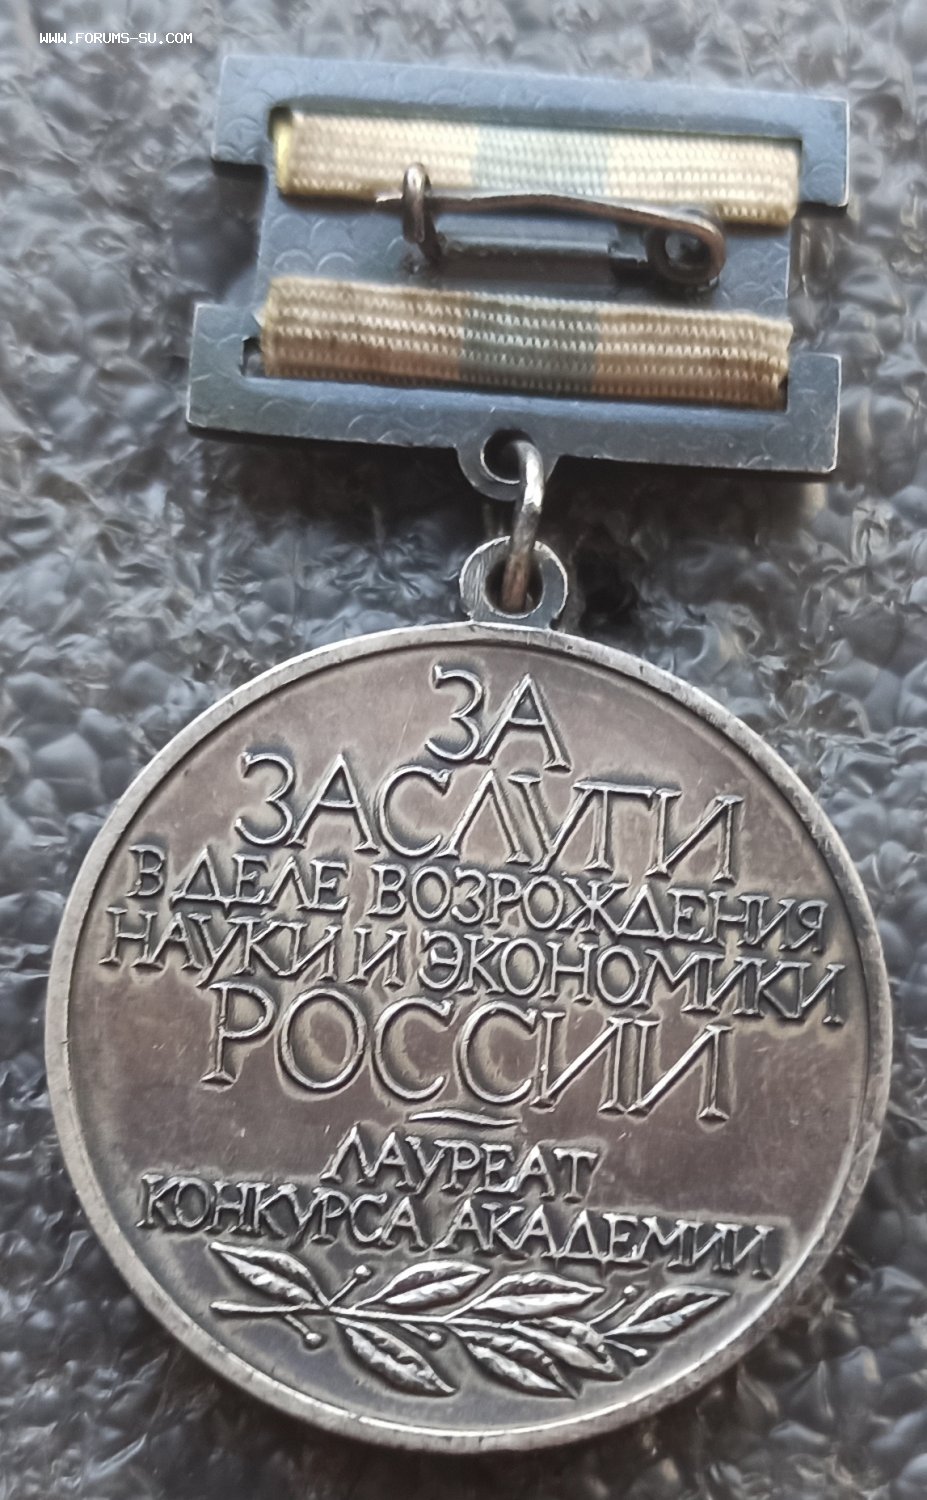 WWW.FORUMS-SU.COM
ЗА
ЗАСЛУГИ
В ДЕЛЕ ВОЗРОЖДЕНИЯ
НАУКИ И ЭКОНОМИКИ
РОССИИ
ЛАУРЕАТ
КОНКУРСА АКАДЕМИИ